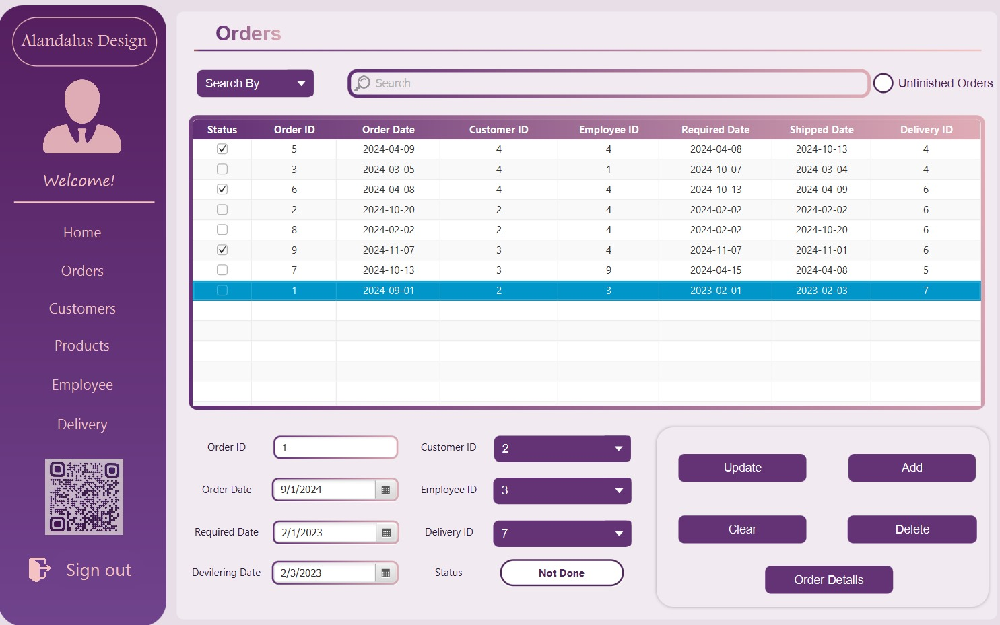 Alandalus Design
Welcome!
Home
Orders
Customers
Products
Employee
Delivery
Sign out
Orders
Search By
Search
Unfinished Orders
Status Order ID Order Date Customer ID Employee ID Required Date Shipped Date Delivery ID
5 2024-04-09 4 4 2024-04-08 2024-10-13 4
3 2024-03-05 4 1 2024-10-07 2024-03-04 4
6 2024-04-08 4 4 2024-10-13 2024-04-09 6
2 2024-10-20 2 4 2024-02-02 2024-02-02 6
8 2024-02-02 2 4 2024-02-02 2024-10-20 6
9 2024-11-07 3 4 2024-11-07 2024-11-01 6
7 2024-10-13 3 9 2024-04-15 2024-04-08 5
1 2024-09-01 2 3 2023-02-01 2023-02-03 7
Order ID 1 Customer ID 2
Order Date 9/1/2024 Employee ID 3
Required Date 2/1/2023 Delivery ID 7
Devilering Date 2/3/2023 Status Not Done
Update Add
Clear Delete
Order Details